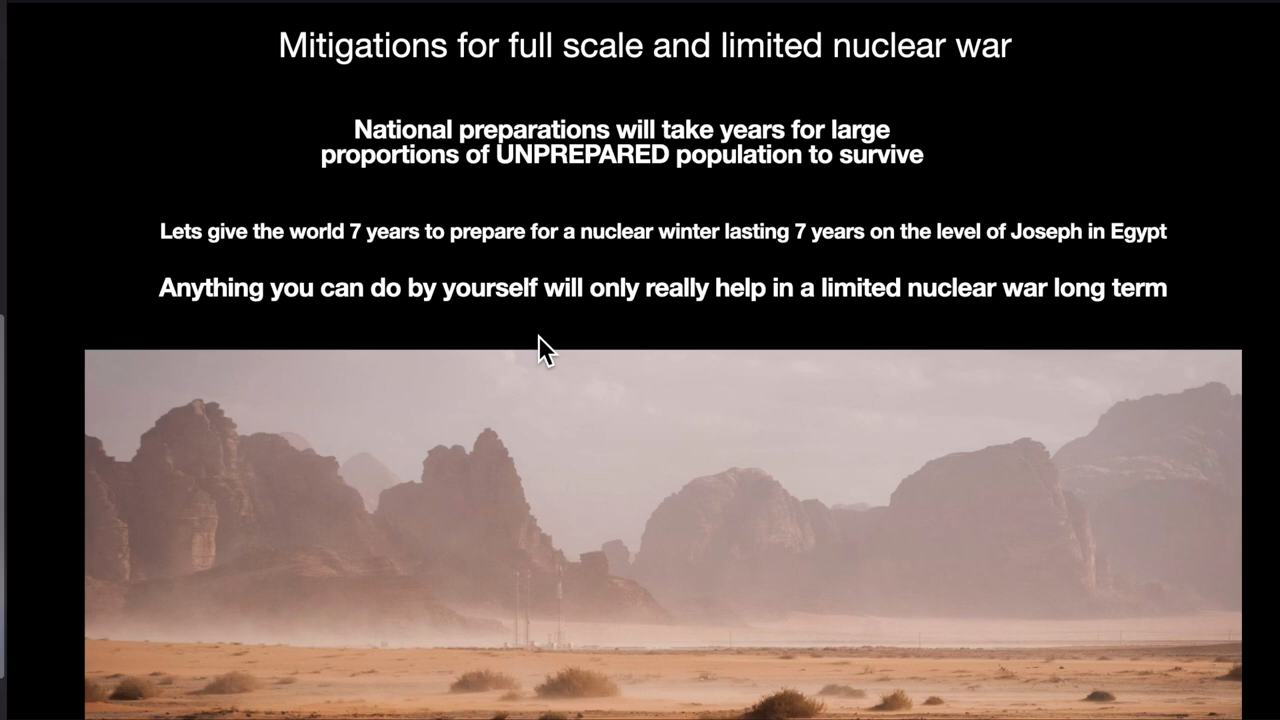 Mitigations for full scale and limited nuclear war
National preparations will take years for large
proportions of UNPREPARED population to survive
Lets give the world 7 years to prepare for a nuclear winter lasting 7 years on the level of Joseph in Egypt
Anything you can do by yourself will only really help in a limited nuclear war long term